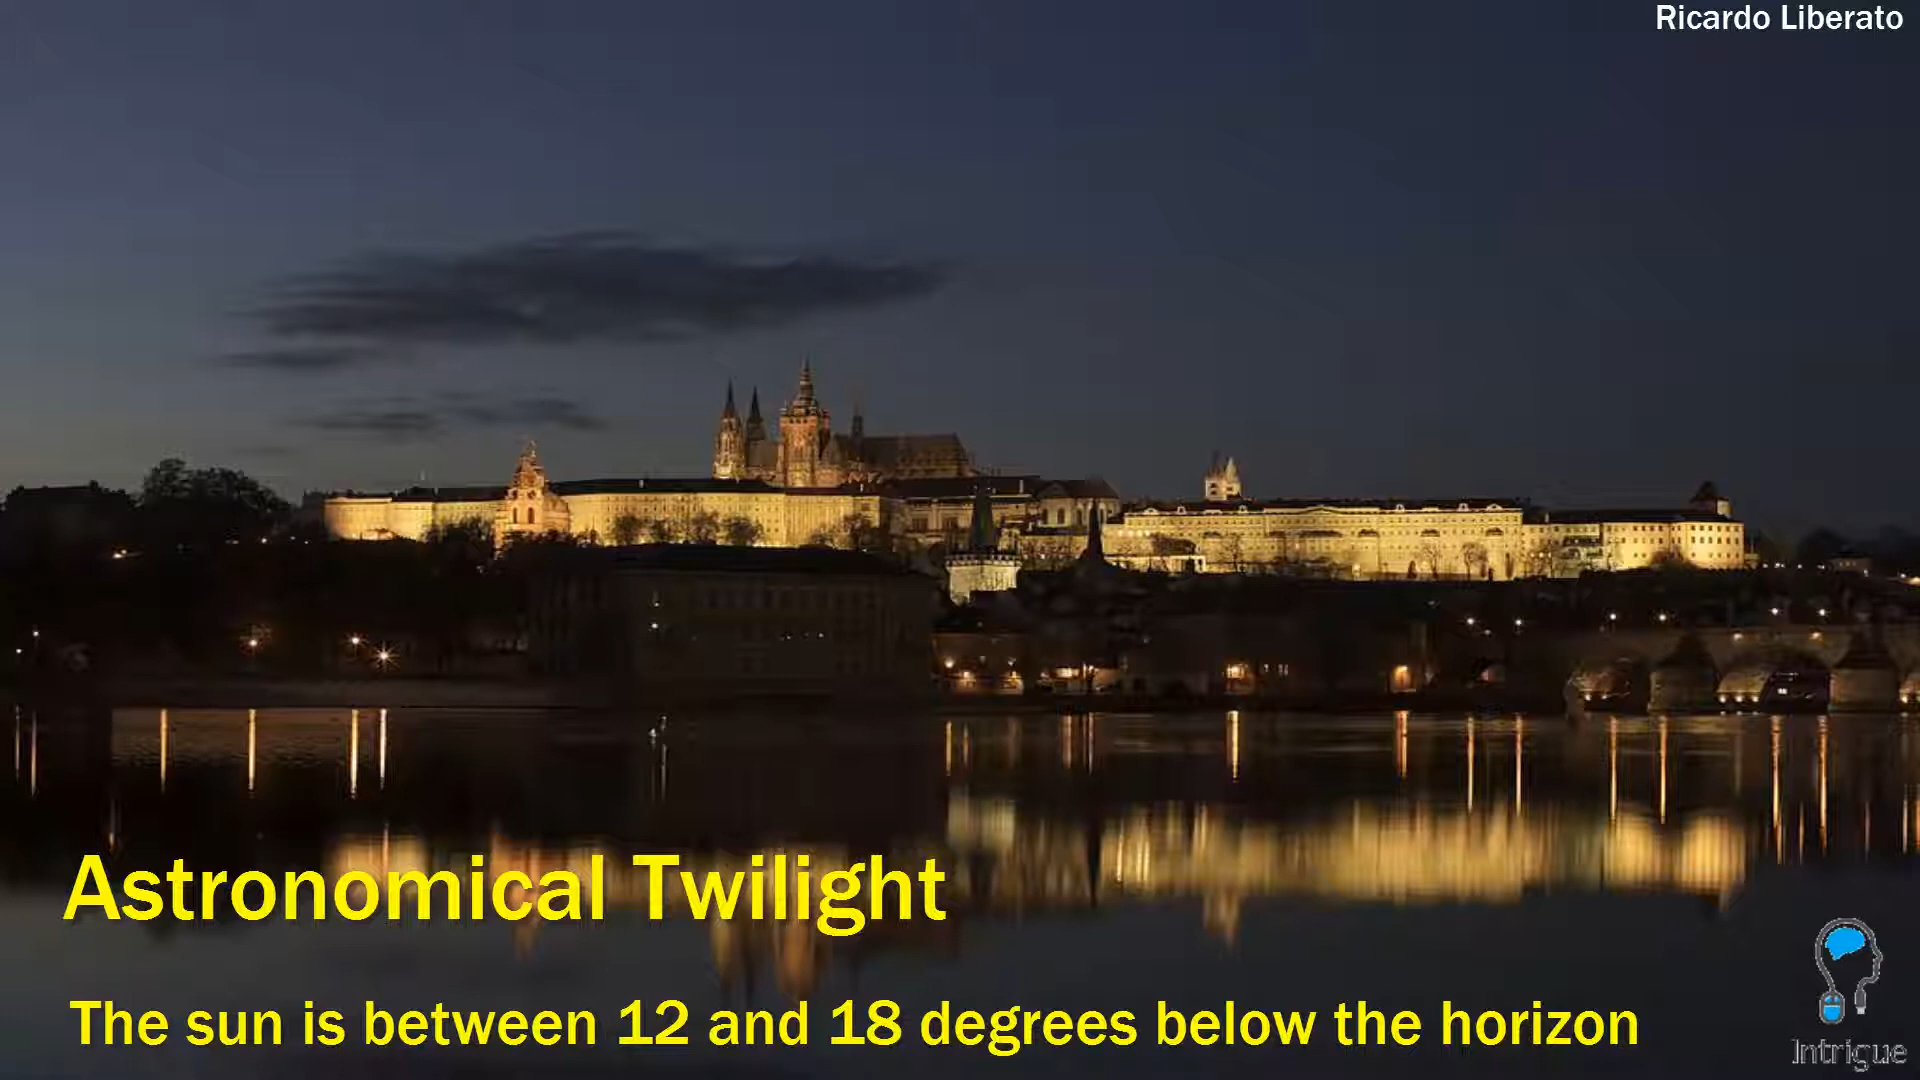 Ricardo Liberato
Astronomical Twilight
The sun is between 12 and 18 degrees below the horizon
Intrigue